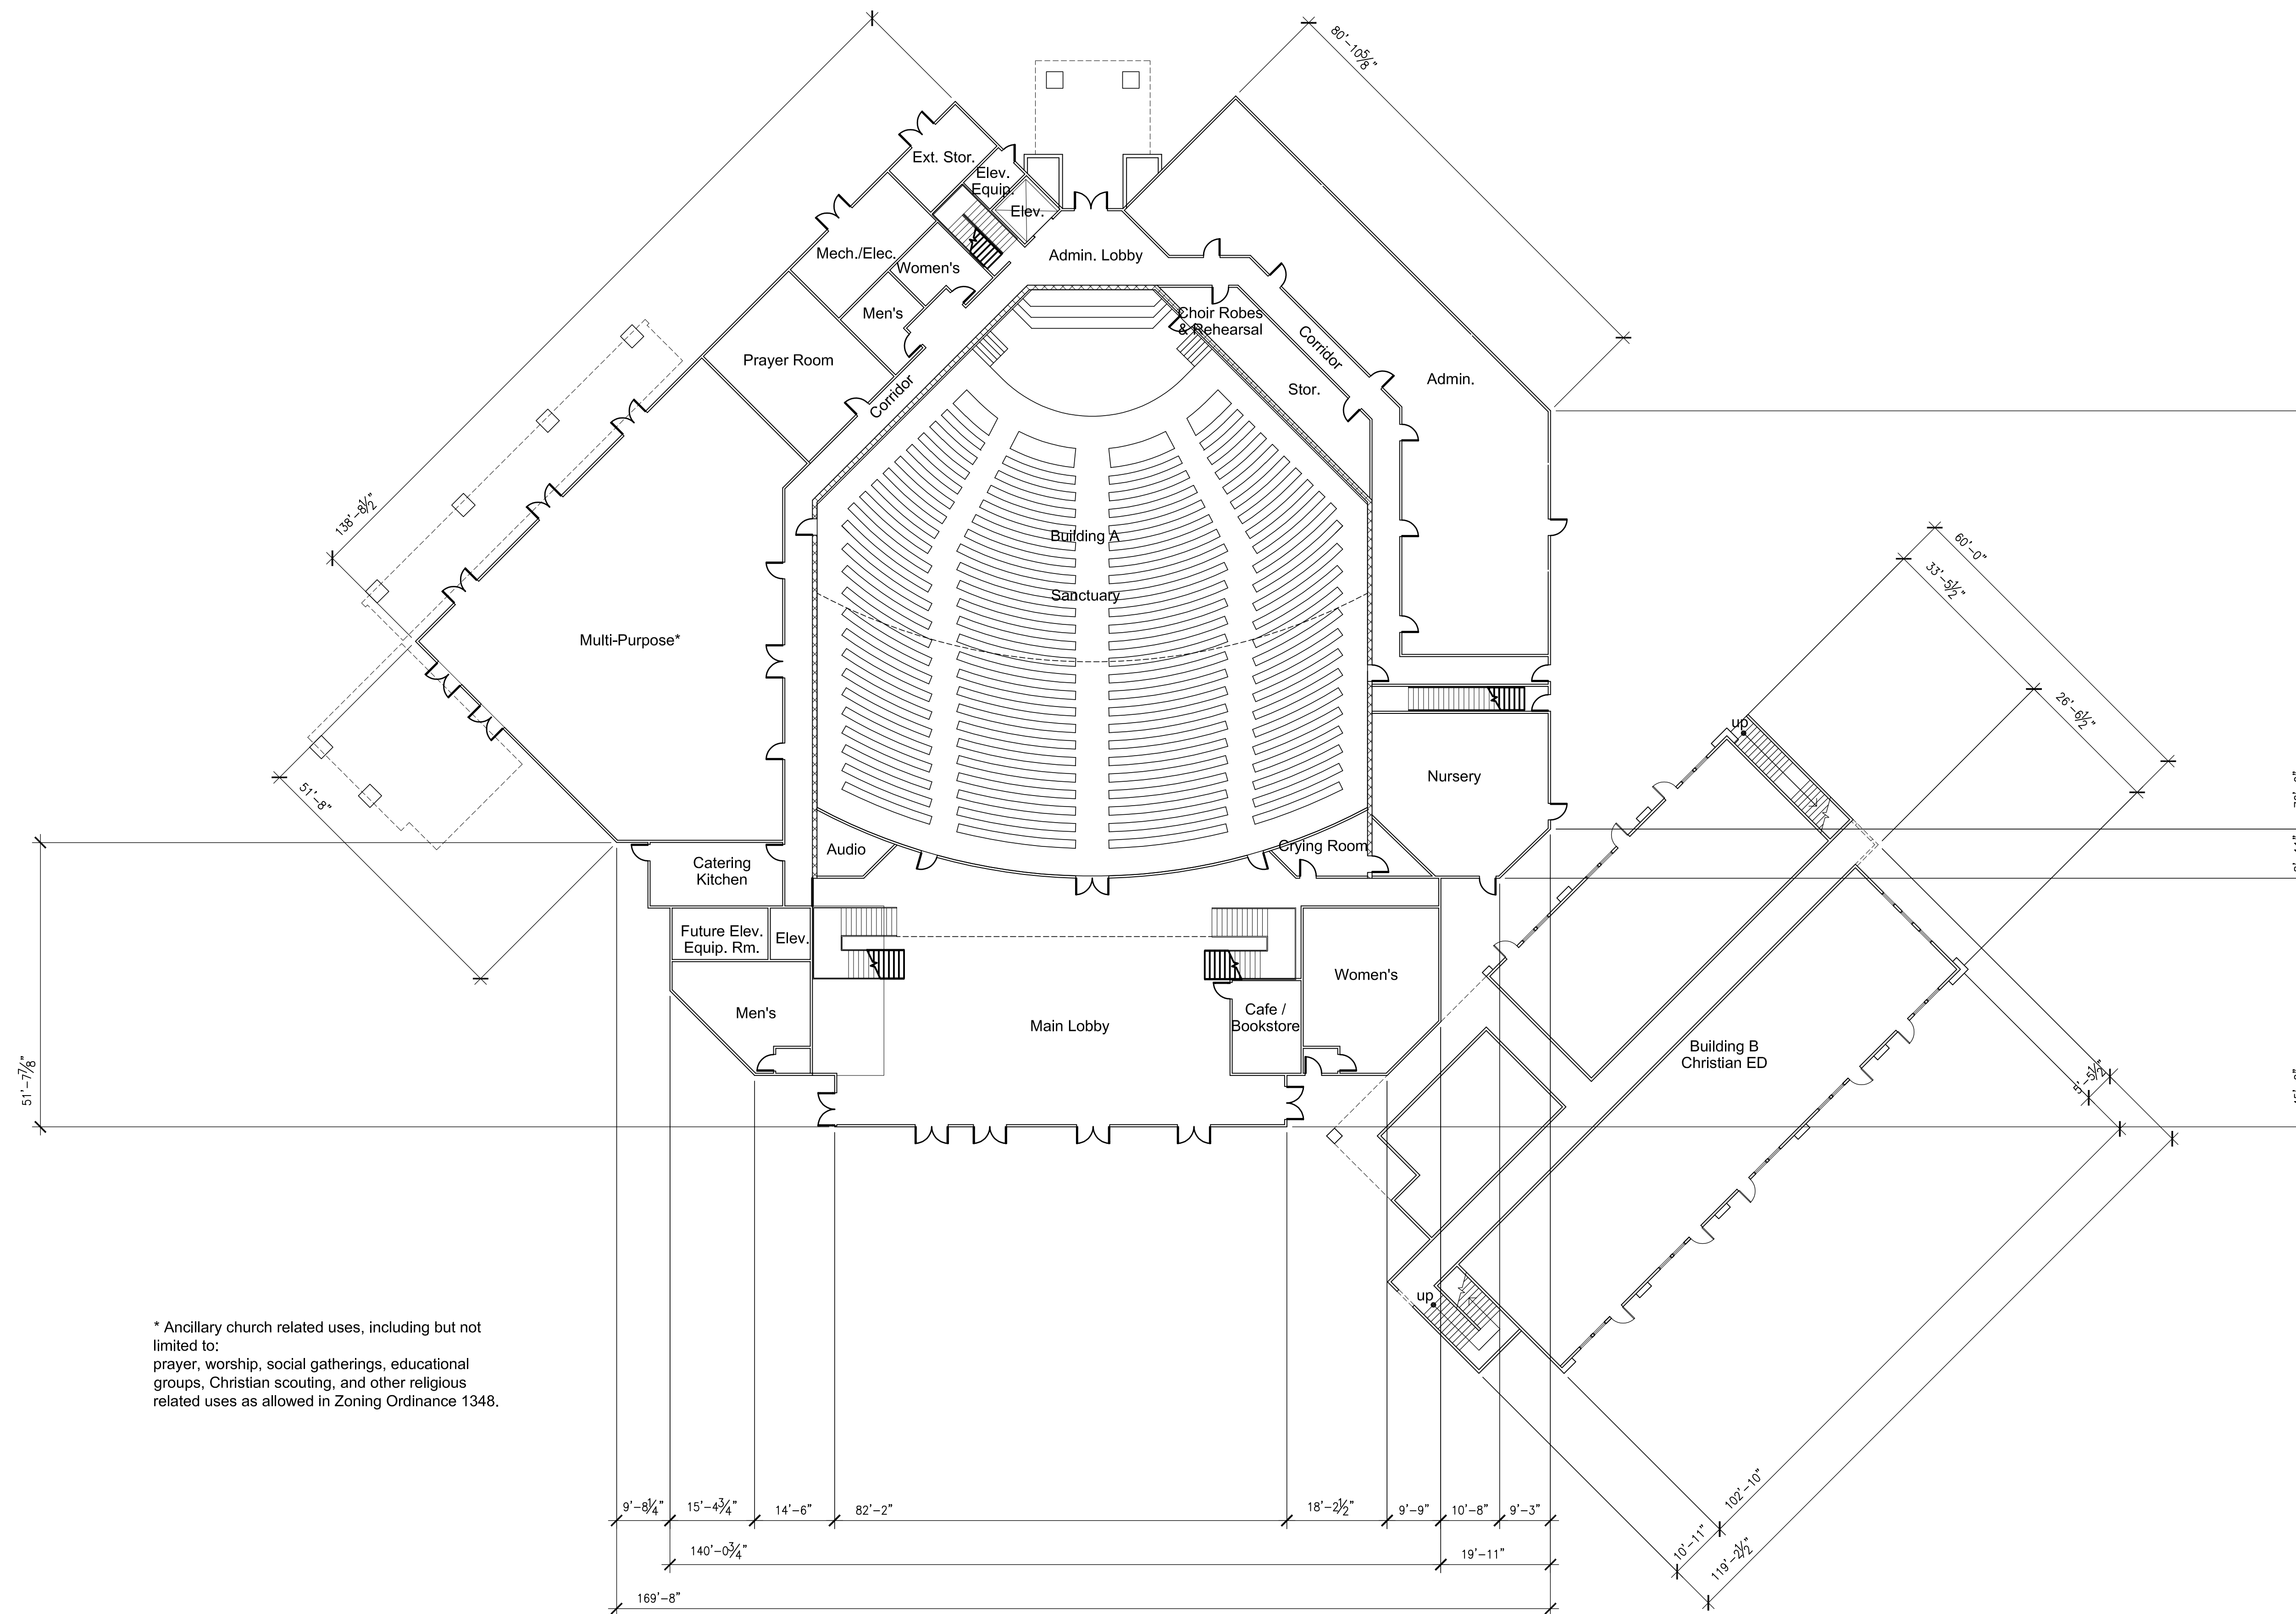 80'-10⅝"
Ext. Stor.
Elev.
Equip.
Elev.
Mech./Elec.
Women's
Admin. Lobby
Men's
Choir Robes
& Rehearsal
Prayer Room
Corridor
Corridor
Stor.
Admin.
138'-8½"
Building A
Sanctuary
60'-0"
33'-5½"
26'-6½"
Multi-Purpose*
up
Nursery
51'-8"
Audio
Crying Room
Catering
Kitchen
Future Elev.
Equip. Rm.
Elev.
Women's
Men's
Cafe /
Bookstore
Main Lobby
Building B
Christian ED
51'-7⅞"
5'-5½"
up
* Ancillary church related uses, including but not
limited to:
prayer, worship, social gatherings, educational
groups, Christian scouting, and other religious
related uses as allowed in Zoning Ordinance 1348.
102'-10"
10'-11"
119'-2½"
9'-8¼"
15'-4¾"
14'-6"
82'-2"
18'-2½"
9'-9"
10'-8"
9'-3"
140'-0¾"
19'-11"
169'-8"